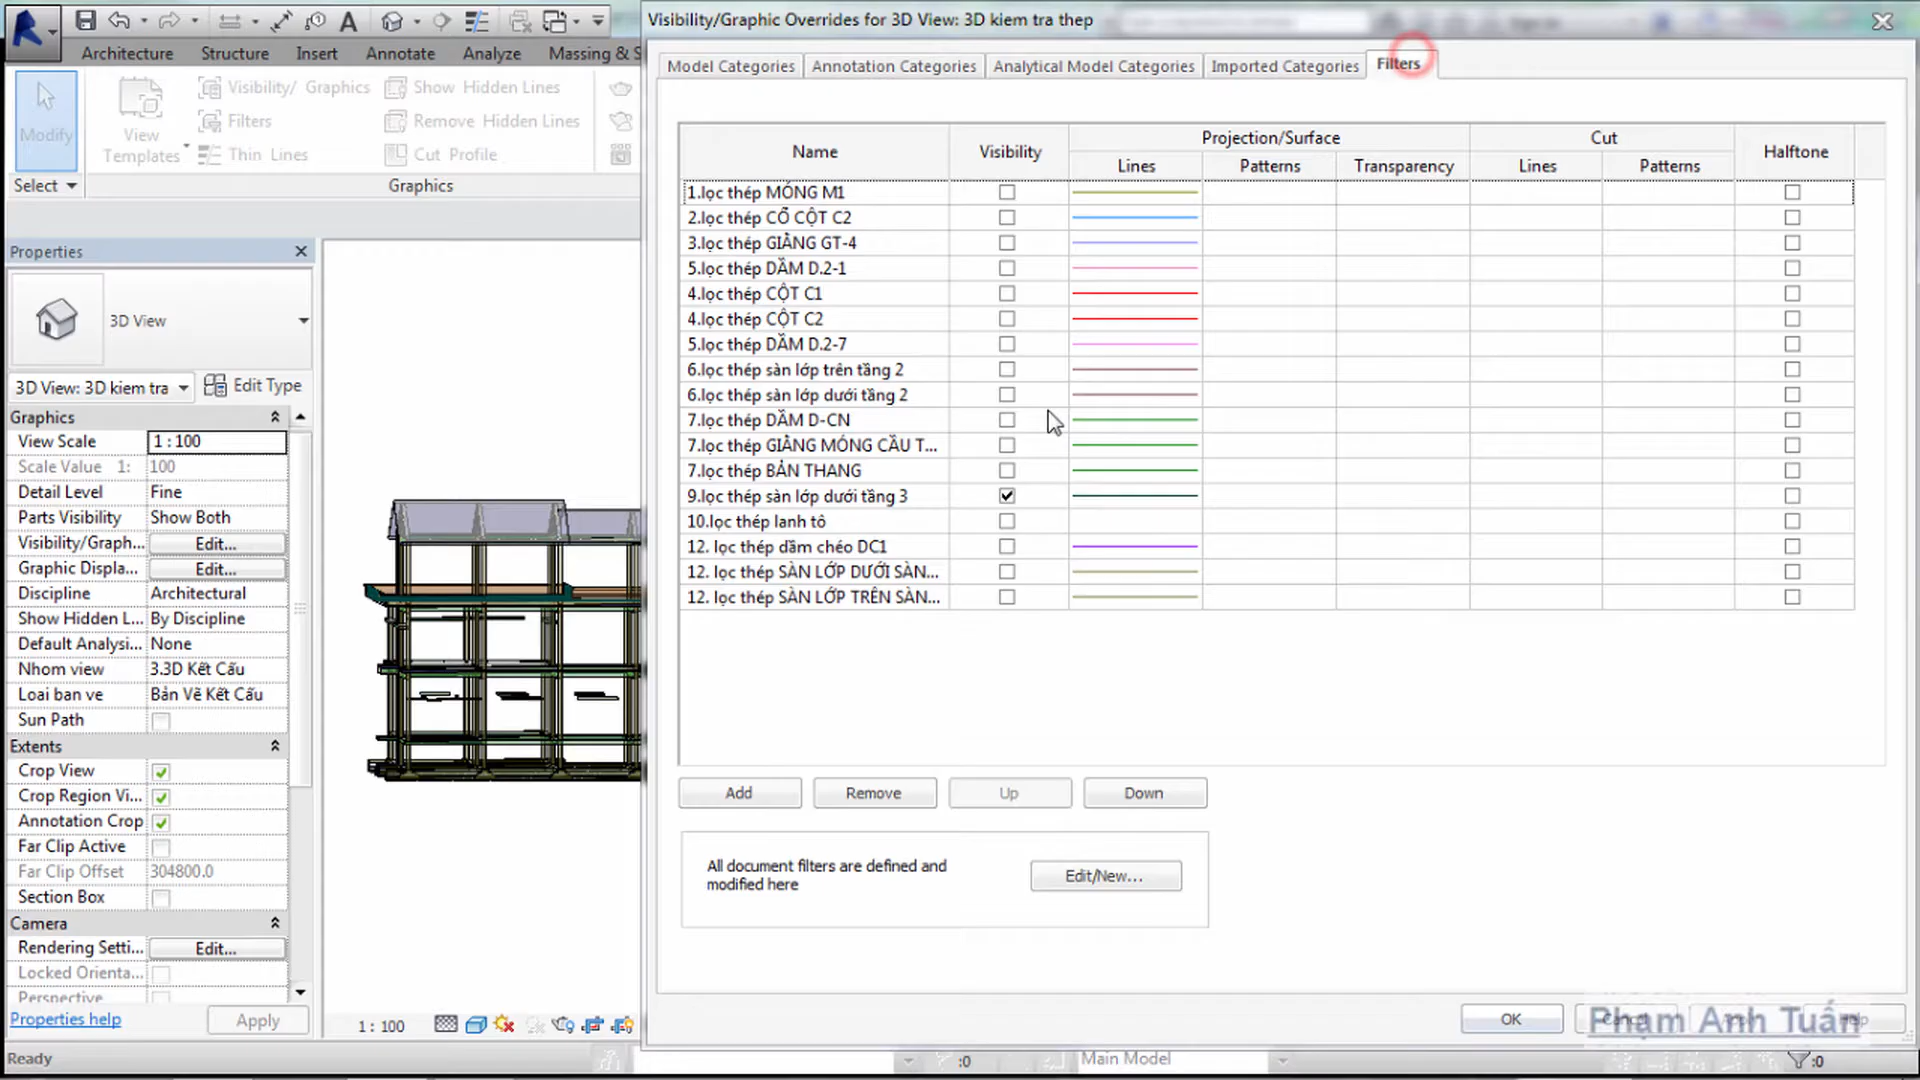 Visibility/Graphic Overrides for 3D View: 3D kiem tra thep
Architecture Structure Insert Annotate Analyze Massing & S
Modify
View Templates
Visibility/ Graphics
Filters
Thin Lines
Show Hidden Lines
Remove Hidden Lines
Cut Profile
Select
Graphics
Model Categories Annotation Categories Analytical Model Categories Imported Categories Filters
Name Visibility Projection/Surface Cut Halftone
Lines Patterns Transparency Lines Patterns
1.lọc thép MÓNG M1
2.lọc thép CỔ CỘT C2
3.lọc thép GIẰNG GT-4
5.lọc thép DẦM D.2-1
4.lọc thép CỘT C1
4.lọc thép CỘT C2
5.lọc thép DẦM D.2-7
6.lọc thép sàn lớp trên tầng 2
6.lọc thép sàn lớp dưới tầng 2
7.lọc thép DẦM D-CN
7.lọc thép GIẰNG MÓNG CẦU T...
7.lọc thép BẢN THANG
9.lọc thép sàn lớp dưới tầng 3
10.lọc thép lanh tô
12. lọc thép dầm chéo DC1
12. lọc thép SÀN LỚP DƯỚI SÀN...
12. lọc thép SÀN LỚP TRÊN SÀN...
Add Remove Up Down
All document filters are defined and
modified here
Edit/New...
OK
Phạm Anh Tuấn
Properties
3D View
3D View: 3D kiem tra
Edit Type
Graphics
View Scale 1 : 100
Scale Value 1: 100
Detail Level Fine
Parts Visibility Show Both
Visibility/Graph... Edit...
Graphic Displa... Edit...
Discipline Architectural
Show Hidden L... By Discipline
Default Analysi... None
Nhom view 3.3D Kết Cấu
Loai ban ve Bản Vẽ Kết Cấu
Sun Path
Extents
Crop View
Crop Region Vi...
Annotation Crop
Far Clip Active
Far Clip Offset 304800.0
Section Box
Camera
Rendering Setti... Edit...
Locked Orienta...
Perspective
Properties help
Apply
1 : 100
Ready
:0
Main Model
:0